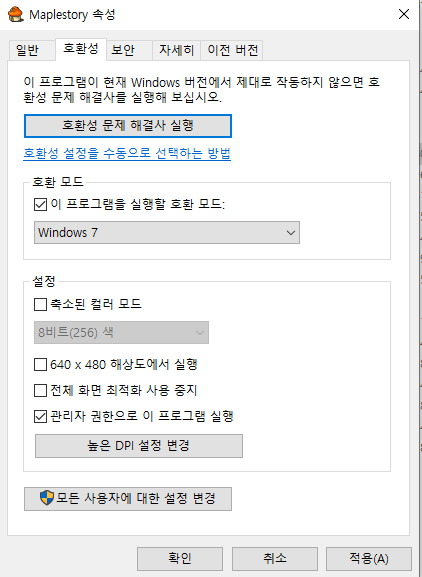 Maplestory 속성
일반 호환성 보안 자세히 이전 버전
이 프로그램이 현재 Windows 버전에서 제대로 작동하지 않으면 호
환성 문제 해결사를 실행해 보십시오.
호환성 문제 해결사 실행
호환성 설정을 수동으로 선택하는 방법
호환 모드
이 프로그램을 실행할 호환 모드:
Windows 7
설정
축소된 컬러 모드
8비트(256) 색
640 x 480 해상도에서 실행
전체 화면 최적화 사용 중지
관리자 권한으로 이 프로그램 실행
높은 DPI 설정 변경
모든 사용자에 대한 설정 변경
확인 취소 적용(A)